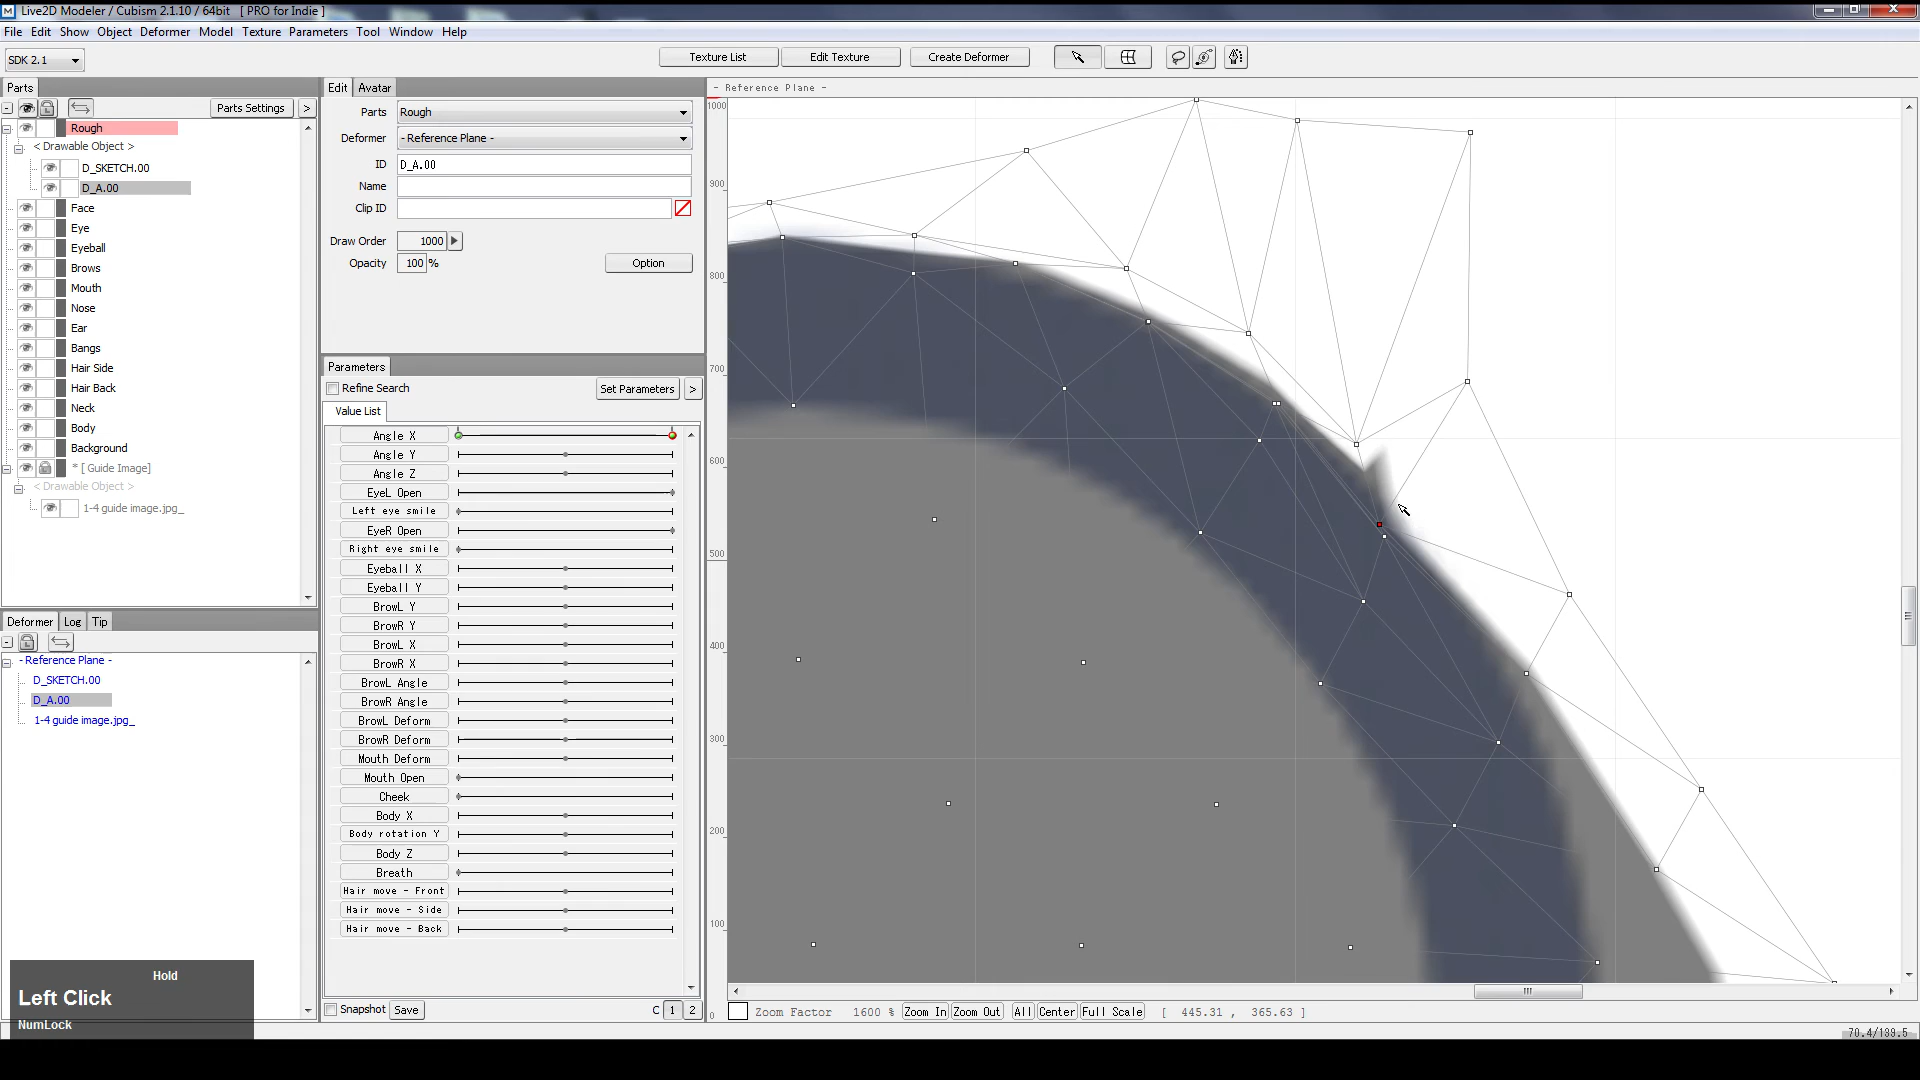 Live2D Modeler / Cubism 2.1.10 / 64bit   [ PRO for Indie ]
File Edit Show Object Deformer Model Texture Parameters Tool Window Help
SDK 2.1
Texture List Edit Texture Create Deformer
Parts
Parts Settings >
Rough
< Drawable Object >
D_SKETCH.00
D_A.00
Face
Eye
Eyeball
Brows
Mouth
Nose
Ear
Bangs
Hair Side
Hair Back
Neck
Body
Background
* [ Guide Image]
< Drawable Object >
1-4 guide image.jpg_
Deformer Log Tip
- Reference Plane -
D_SKETCH.00
D_A.00
1-4 guide image.jpg_
Hold
Left Click
NumLock
Edit Avatar
Parts Rough
Deformer - Reference Plane -
ID D_A.00
Name
Clip ID
Draw Order 1000
Opacity 100 % Option
Parameters
Refine Search Set Parameters >
Value List
Angle X
Angle Y
Angle Z
EyeL Open
Left eye smile
EyeR Open
Right eye smile
Eyeball X
Eyeball Y
BrowL Y
BrowR Y
BrowL X
BrowR X
BrowL Angle
BrowR Angle
BrowL Deform
BrowR Deform
Mouth Deform
Mouth Open
Cheek
Body X
Body rotation Y
Body Z
Breath
Hair move - Front
Hair move - Side
Hair move - Back
Snapshot Save C 1 2
- Reference Plane -
1000
900
800
700
600
500
400
300
200
100
0
Zoom Factor 1600 % Zoom In Zoom Out All Center Full Scale [ 445.31 , 365.63 ]
70.4/139.5